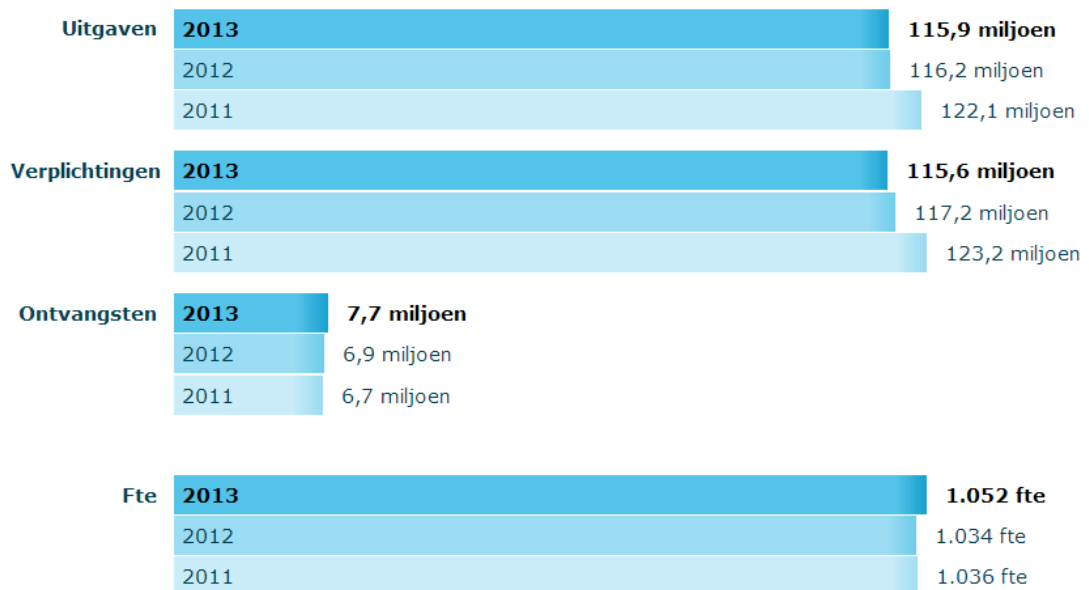 Uitgaven 2013 115,9 miljoen
2012 116,2 miljoen
2011 122,1 miljoen
Verplichtingen 2013 115,6 miljoen
2012 117,2 miljoen
2011 123,2 miljoen
Ontvangsten 2013 7,7 miljoen
2012 6,9 miljoen
2011 6,7 miljoen
Fte 2013 1.052 fte
2012 1.034 fte
2011 1.036 fte